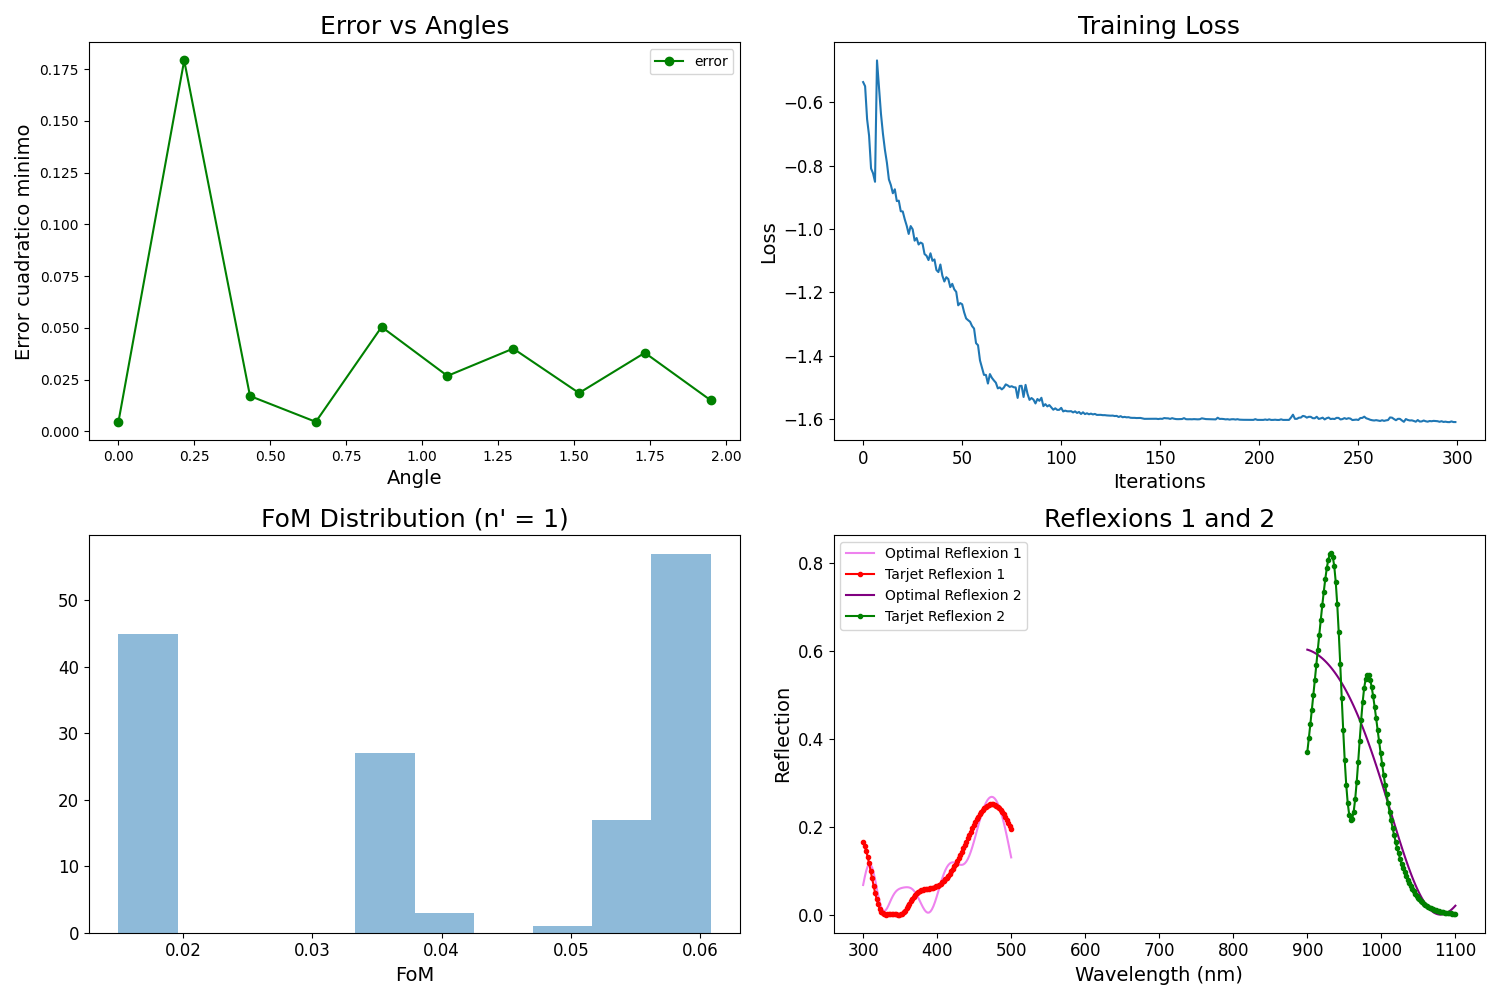 Error vs Angles
Error cuadratico minimo
0.175
0.150
0.125
0.100
0.075
0.050
0.025
0.000
error
0.00 0.25 0.50 0.75 1.00 1.25 1.50 1.75 2.00
Angle
Training Loss
Loss
−0.6
−0.8
−1.0
−1.2
−1.4
−1.6
0 50 100 150 200 250 300
Iterations
FoM Distribution (n' = 1)
50
40
30
20
10
0
0.02 0.03 0.04 0.05 0.06
FoM
Reflexions 1 and 2
Reflection
0.8
0.6
0.4
0.2
0.0
Optimal Reflexion 1
Tarjet Reflexion 1
Optimal Reflexion 2
Tarjet Reflexion 2
300 400 500 600 700 800 900 1000 1100
Wavelength (nm)